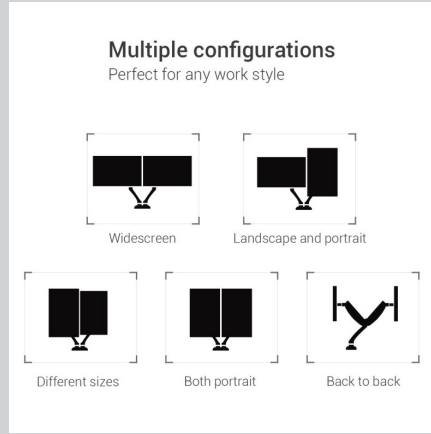 Multiple configurations
Perfect for any work style
Widescreen
Landscape and portrait
Different sizes
Both portrait
Back to back